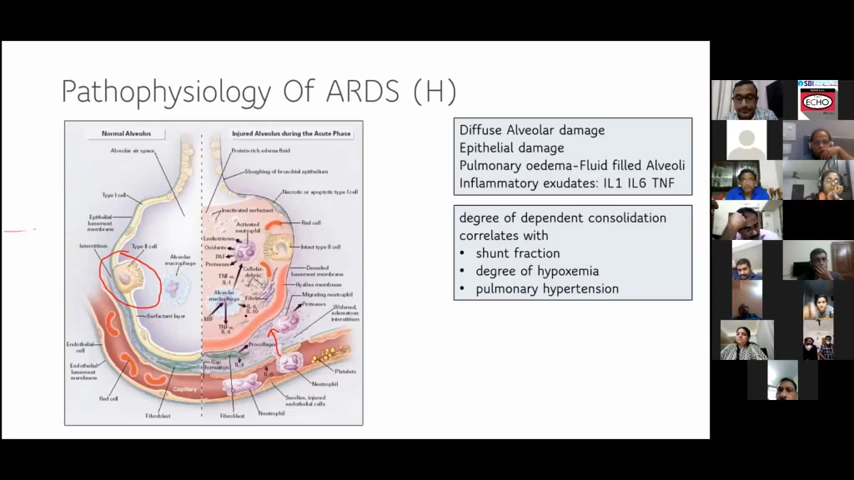 Pathophysiology Of ARDS (H)
Normal Alveolus
Injured Alveolus during the Acute Phase
Alveolar air space
Protein-rich edema fluid
Sloughing of bronchial epithelium
Type I cell
Necrotic or apoptotic type I cell
Inactivated surfactant
Epithelial
basement
membrane
Activated
neutrophil
Red cell
Leukotrienes
Oxidants
PAF
Proteases
Interstitium
Type II cell
Intact type II cell
Alveolar
macrophage
TNF-α,
IL-1
Cellular
debris
Denuded
basement membrane
Hyaline membrane
Alveolar
macrophage
Fibrin
Migrating neutrophil
Proteases
MIF
TNF-α,
IL-8
IL-6,
IL-10
Widened,
edematous
interstitium
Surfactant layer
Procollagen
Endothelial
cell
Gap
formation
IL-8
Endothelial
basement
membrane
Platelets
Neutrophil
Capillary
Red cell
Swollen, injured
endothelial cells
Fibroblast
Fibroblast
Neutrophil
Diffuse Alveolar damage
Epithelial damage
Pulmonary oedema-Fluid filled Alveoli
Inflammatory exudates: IL1 IL6 TNF
degree of dependent consolidation
correlates with
• shunt fraction
• degree of hypoxemia
• pulmonary hypertension
SBI
ECHO